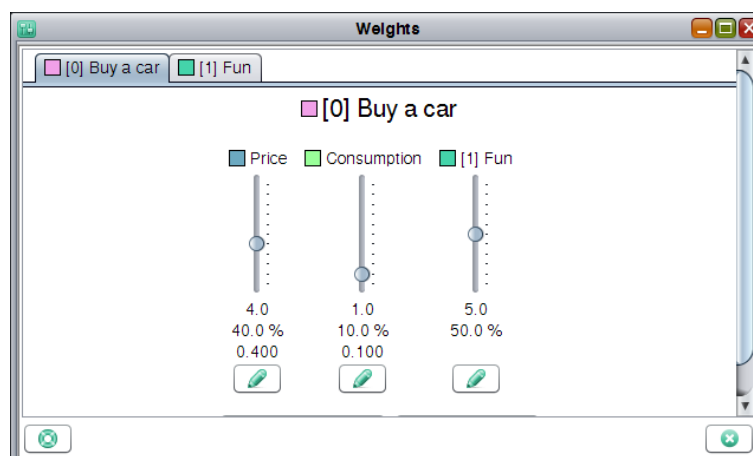 Weights
[0] Buy a car [1] Fun
[0] Buy a car
Price Consumption [1] Fun
4.0 1.0 5.0
40.0 % 10.0 % 50.0 %
0.400 0.100